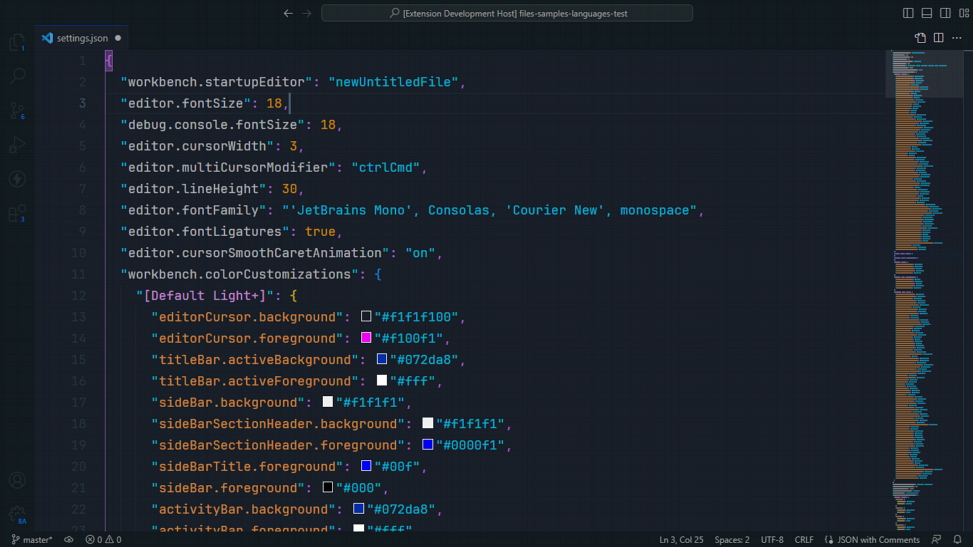 [Extension Development Host] files-samples-languages-test
settings.json
1 {
2 "workbench.startupEditor": "newUntitledFile",
3 "editor.fontSize": 18,
4 "debug.console.fontSize": 18,
5 "editor.cursorWidth": 3,
6 "editor.multiCursorModifier": "ctrlCmd",
7 "editor.lineHeight": 30,
8 "editor.fontFamily": "'JetBrains Mono', Consolas, 'Courier New', monospace",
9 "editor.fontLigatures": true,
10 "editor.cursorSmoothCaretAnimation": "on",
11 "workbench.colorCustomizations": {
12 "[Default Light+]": {
13 "editorCursor.background": "#f1f1f100",
14 "editorCursor.foreground": "#f100f1",
15 "titleBar.activeBackground": "#072da8",
16 "titleBar.activeForeground": "#fff",
17 "sideBar.background": "#f1f1f1",
18 "sideBarSectionHeader.background": "#f1f1f1",
19 "sideBarSectionHeader.foreground": "#0000f1",
20 "sideBarTitle.foreground": "#00f",
21 "sideBar.foreground": "#000",
22 "activityBar.background": "#072da8",
23 "activityBar.foreground": "#fff",
1
6
3
8A
master* 0 0 Ln 3, Col 25 Spaces: 2 UTF-8 CRLF JSON with Comments